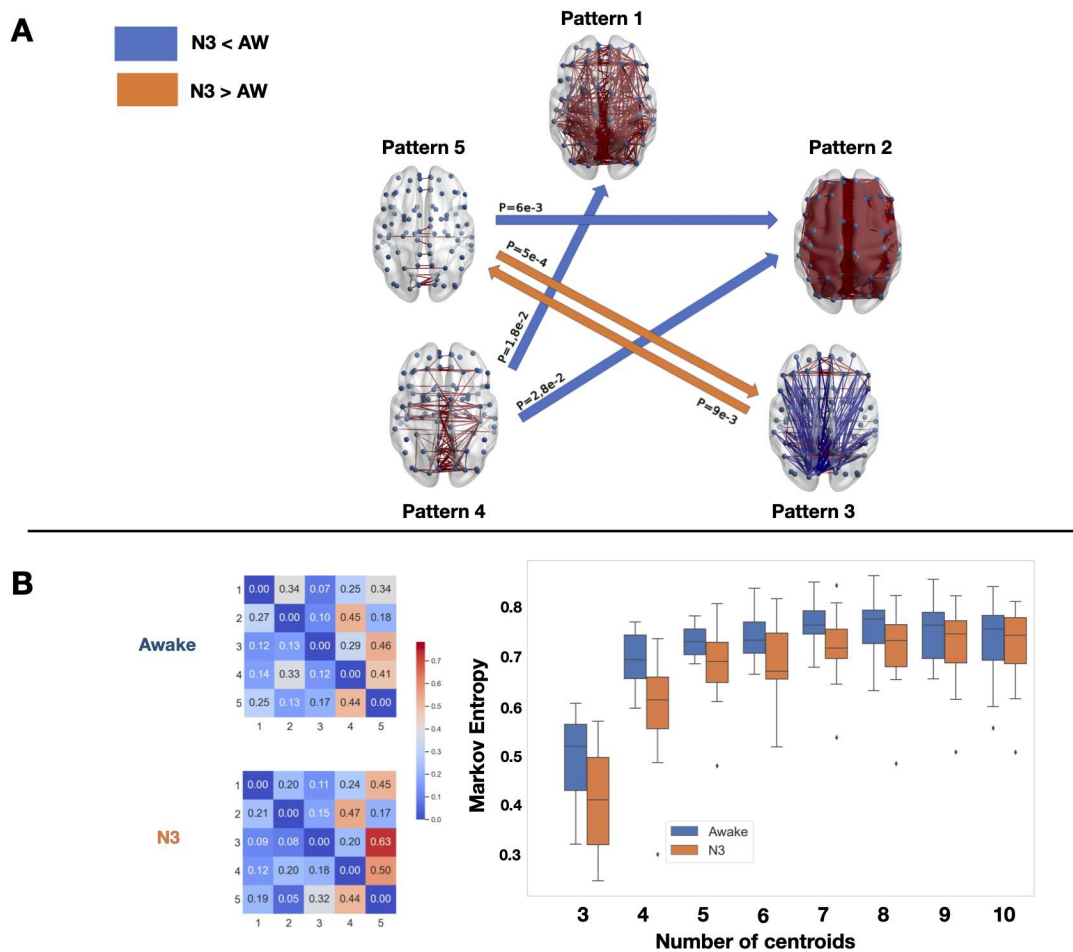 A
N3 < AW
N3 > AW
Pattern 1
Pattern 5
Pattern 2
P=6e-3
P=5e-4
P=1,8e-2
P=2,8e-2
P=9e-3
Pattern 4
Pattern 3
B
Awake
1 0.00 0.34 0.07 0.25 0.34
2 0.27 0.00 0.10 0.45 0.18
3 0.12 0.13 0.00 0.29 0.46
4 0.14 0.33 0.12 0.00 0.41
5 0.25 0.13 0.17 0.44 0.00
1 2 3 4 5
N3
1 0.00 0.20 0.11 0.24 0.45
2 0.21 0.00 0.15 0.47 0.17
3 0.09 0.08 0.00 0.20 0.63
4 0.12 0.20 0.18 0.00 0.50
5 0.19 0.05 0.32 0.44 0.00
1 2 3 4 5
0.7
0.6
0.5
0.4
0.3
0.2
0.1
0.0
Markov Entropy
0.8
0.7
0.6
0.5
0.4
0.3
Awake
N3
3 4 5 6 7 8 9 10
Number of centroids